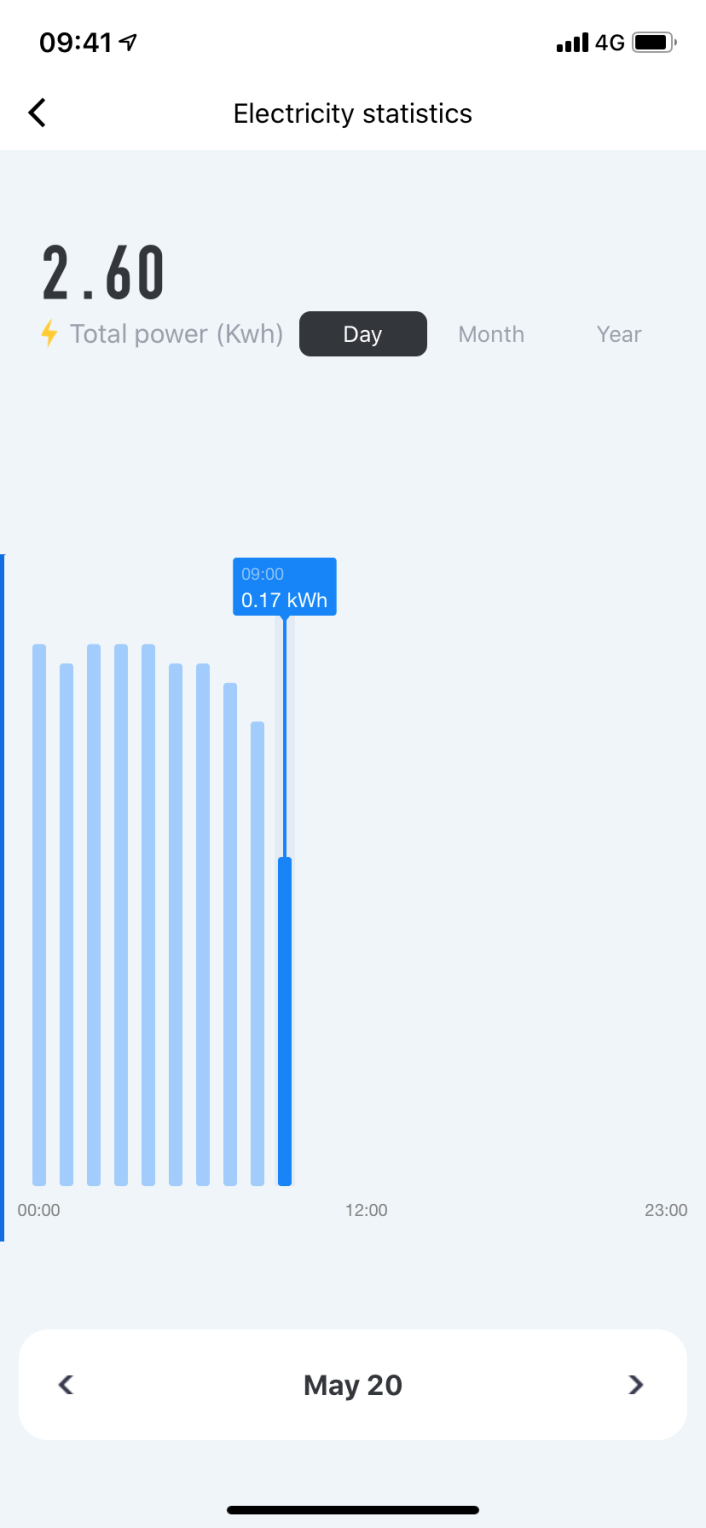 09:41 4G
Electricity statistics
2.60
Total power (Kwh) Day Month Year
09:00
0.17 kWh
00:00 12:00 23:00
May 20